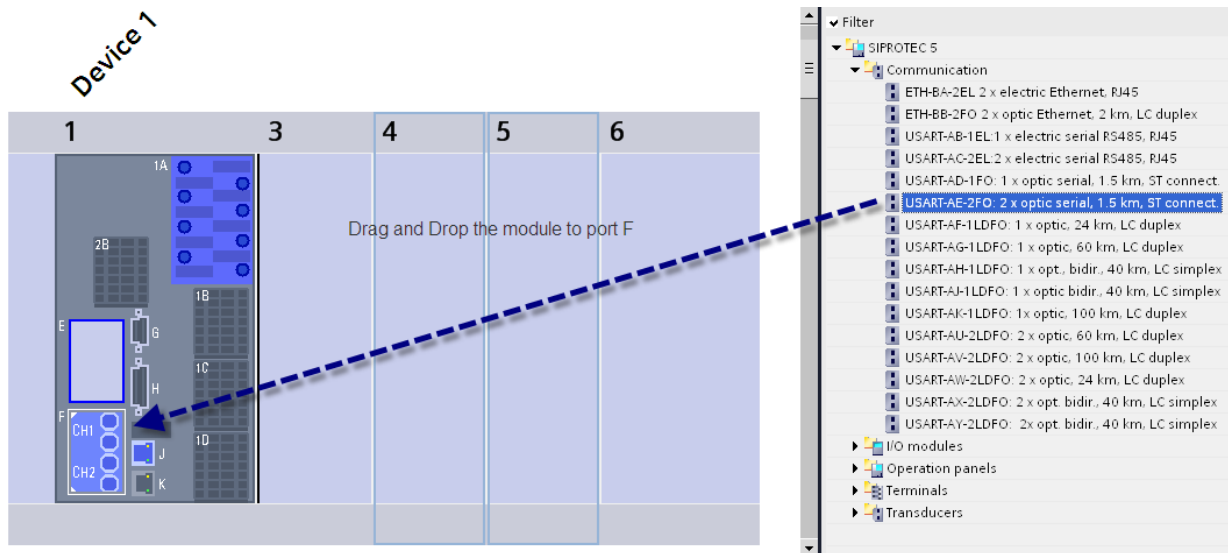 Device 1
1
3
4
5
6
1A
2B
1B
E
G
1C
H
F
CH1
1D
J
CH2
K
Drag and Drop the module to port F
Filter
SIPROTEC 5
Communication
ETH-BA-2EL 2 x electric Ethernet, RJ45
ETH-BB-2FO 2 x optic Ethernet, 2 km, LC duplex
USART-AB-1EL:1 x electric serial RS485, RJ45
USART-AC-2EL:2 x electric serial RS485, RJ45
USART-AD-1FO: 1 x optic serial, 1.5 km, ST connect.
USART-AE-2FO: 2 x optic serial, 1.5 km, ST connect.
USART-AF-1LDFO: 1 x optic, 24 km, LC duplex
USART-AG-1LDFO: 1 x optic, 60 km, LC duplex
USART-AH-1LDFO: 1 x opt., bidir., 40 km, LC simplex
USART-AJ-1LDFO: 1 x optic bidir., 40 km, LC simplex
USART-AK-1LDFO: 1x optic, 100 km, LC duplex
USART-AU-2LDFO: 2 x optic, 60 km, LC duplex
USART-AV-2LDFO: 2 x optic, 100 km, LC duplex
USART-AW-2LDFO: 2 x optic, 24 km, LC duplex
USART-AX-2LDFO: 2 x opt. bidir., 40 km, LC simplex
USART-AY-2LDFO: 2x opt. bidir., 40 km, LC simplex
I/O modules
Operation panels
Terminals
Transducers